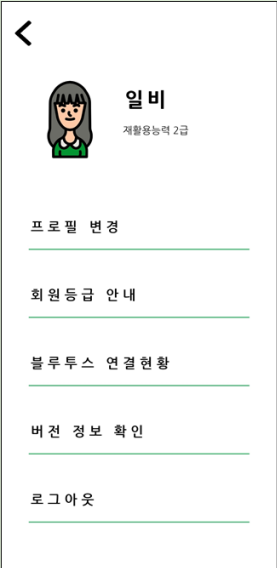 일비
재활용능력 2급
프로필 변경
회원등급 안내
블루투스 연결현황
버전 정보 확인
로그아웃